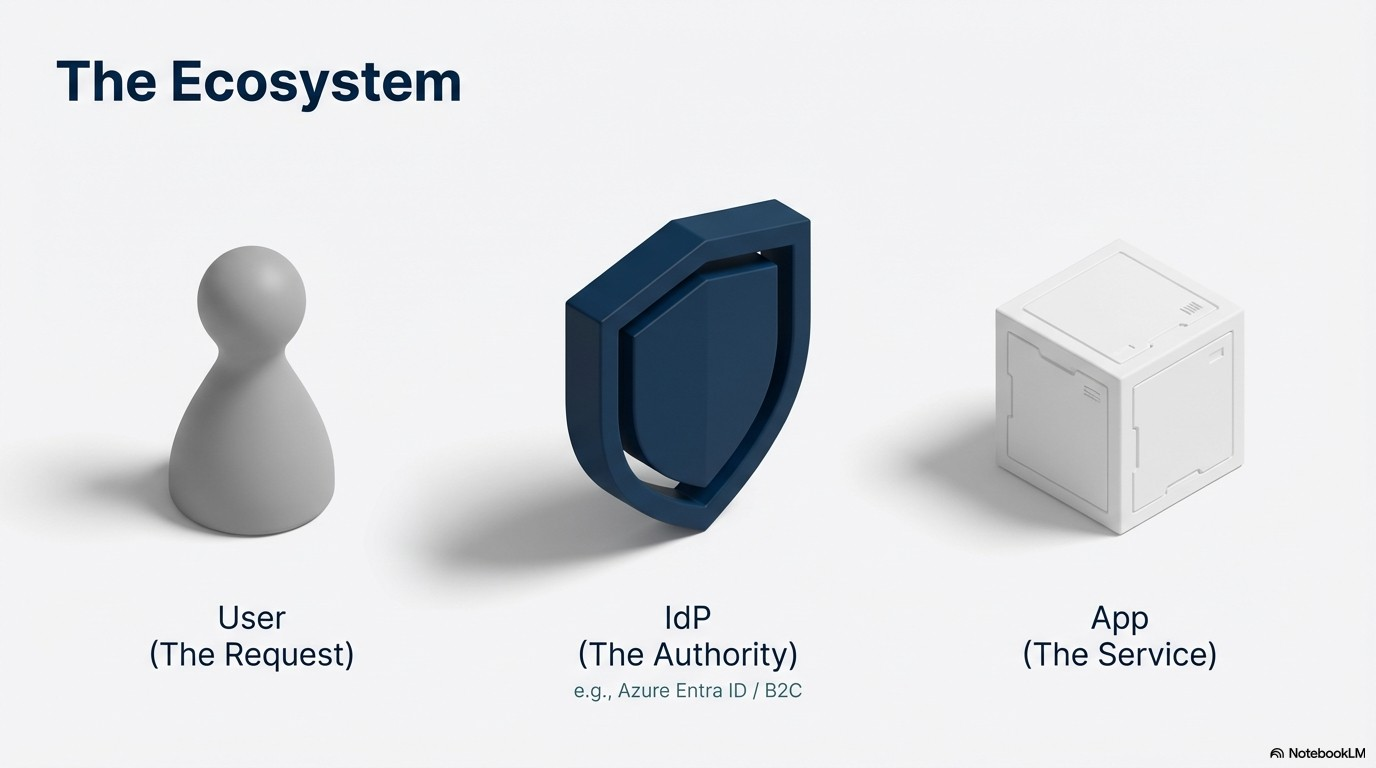 The Ecosystem
User
(The Request)
IdP
(The Authority)
e.g., Azure Entra ID / B2C
App
(The Service)
NotebookLM